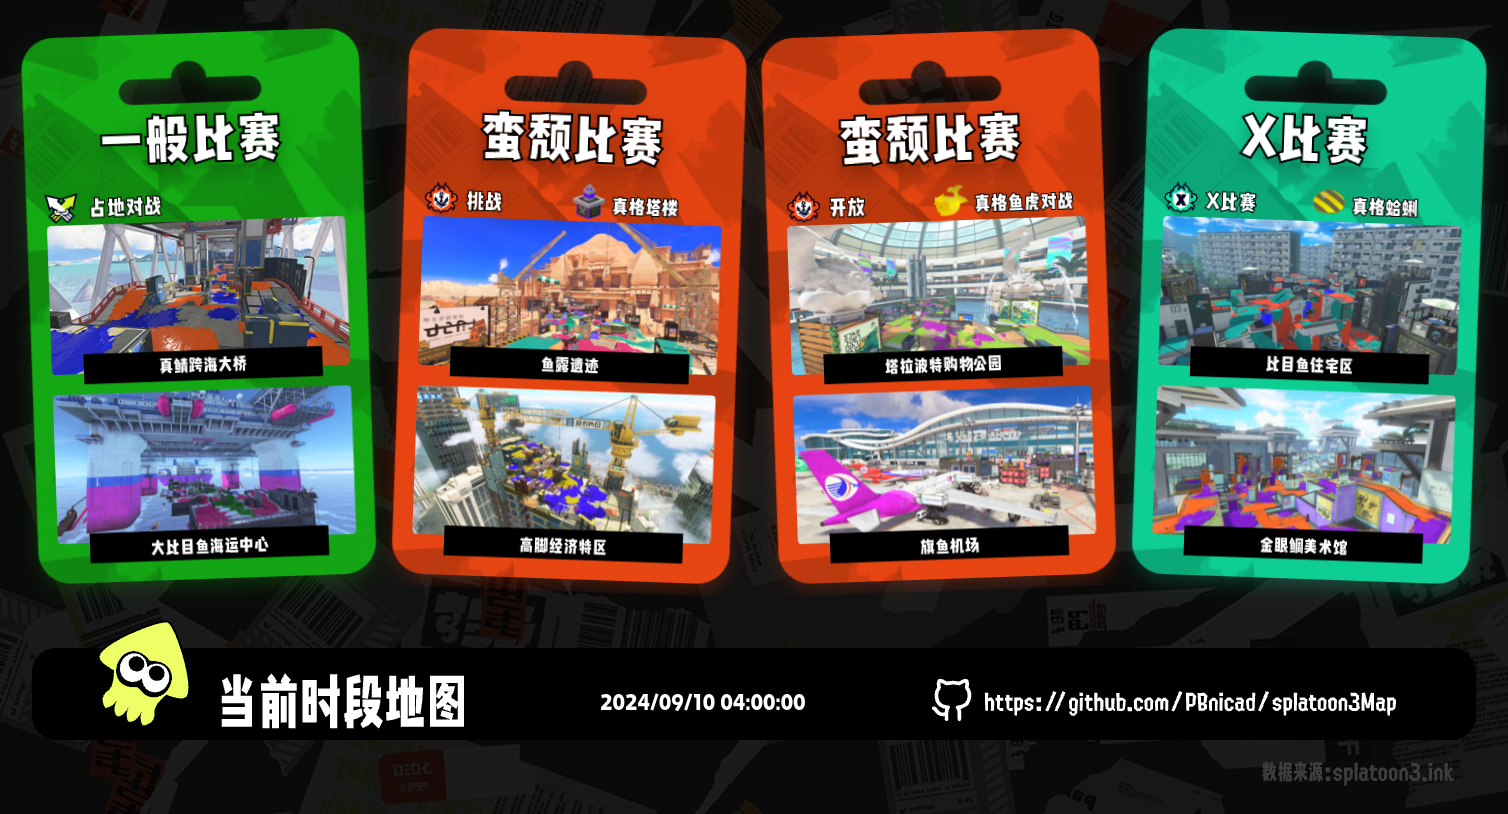 一般比赛
占地对战
真鲷跨海大桥
大比目鱼海运中心
蛮颓比赛
挑战
真格塔楼
鱼露遗迹
高脚经济特区
蛮颓比赛
开放
真格鱼虎对战
塔拉波特购物公园
旗鱼机场
X比赛
X比赛
真格蛤蜊
比目鱼住宅区
金眼鲷美术馆
当前时段地图
2024/09/10 04:00:00
https://github.com/PBnicad/splatoon3Map
数据来源:splatoon3.ink